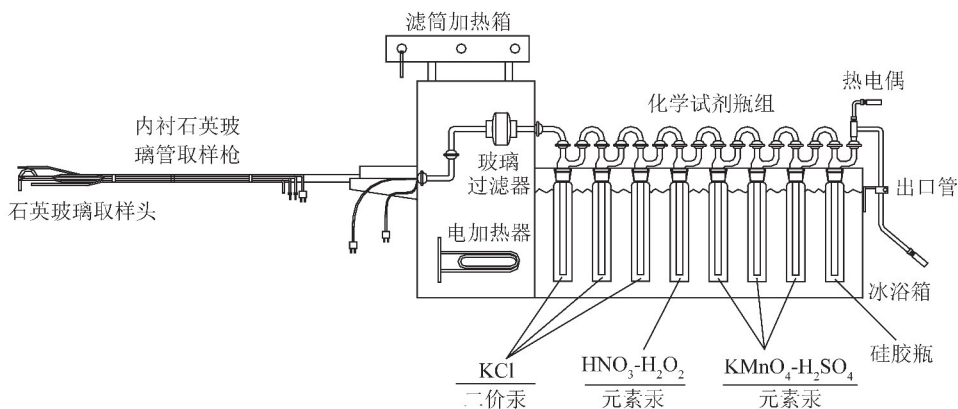 滤筒加热箱
热电偶
化学试剂瓶组
内衬石英玻
璃管取样枪
玻璃
过滤器
石英玻璃取样头
出口管
电加热器
冰浴箱
硅胶瓶
KCl
二价汞
HNO₃-H₂O₂
元素汞
KMnO₄-H₂SO₄
元素汞